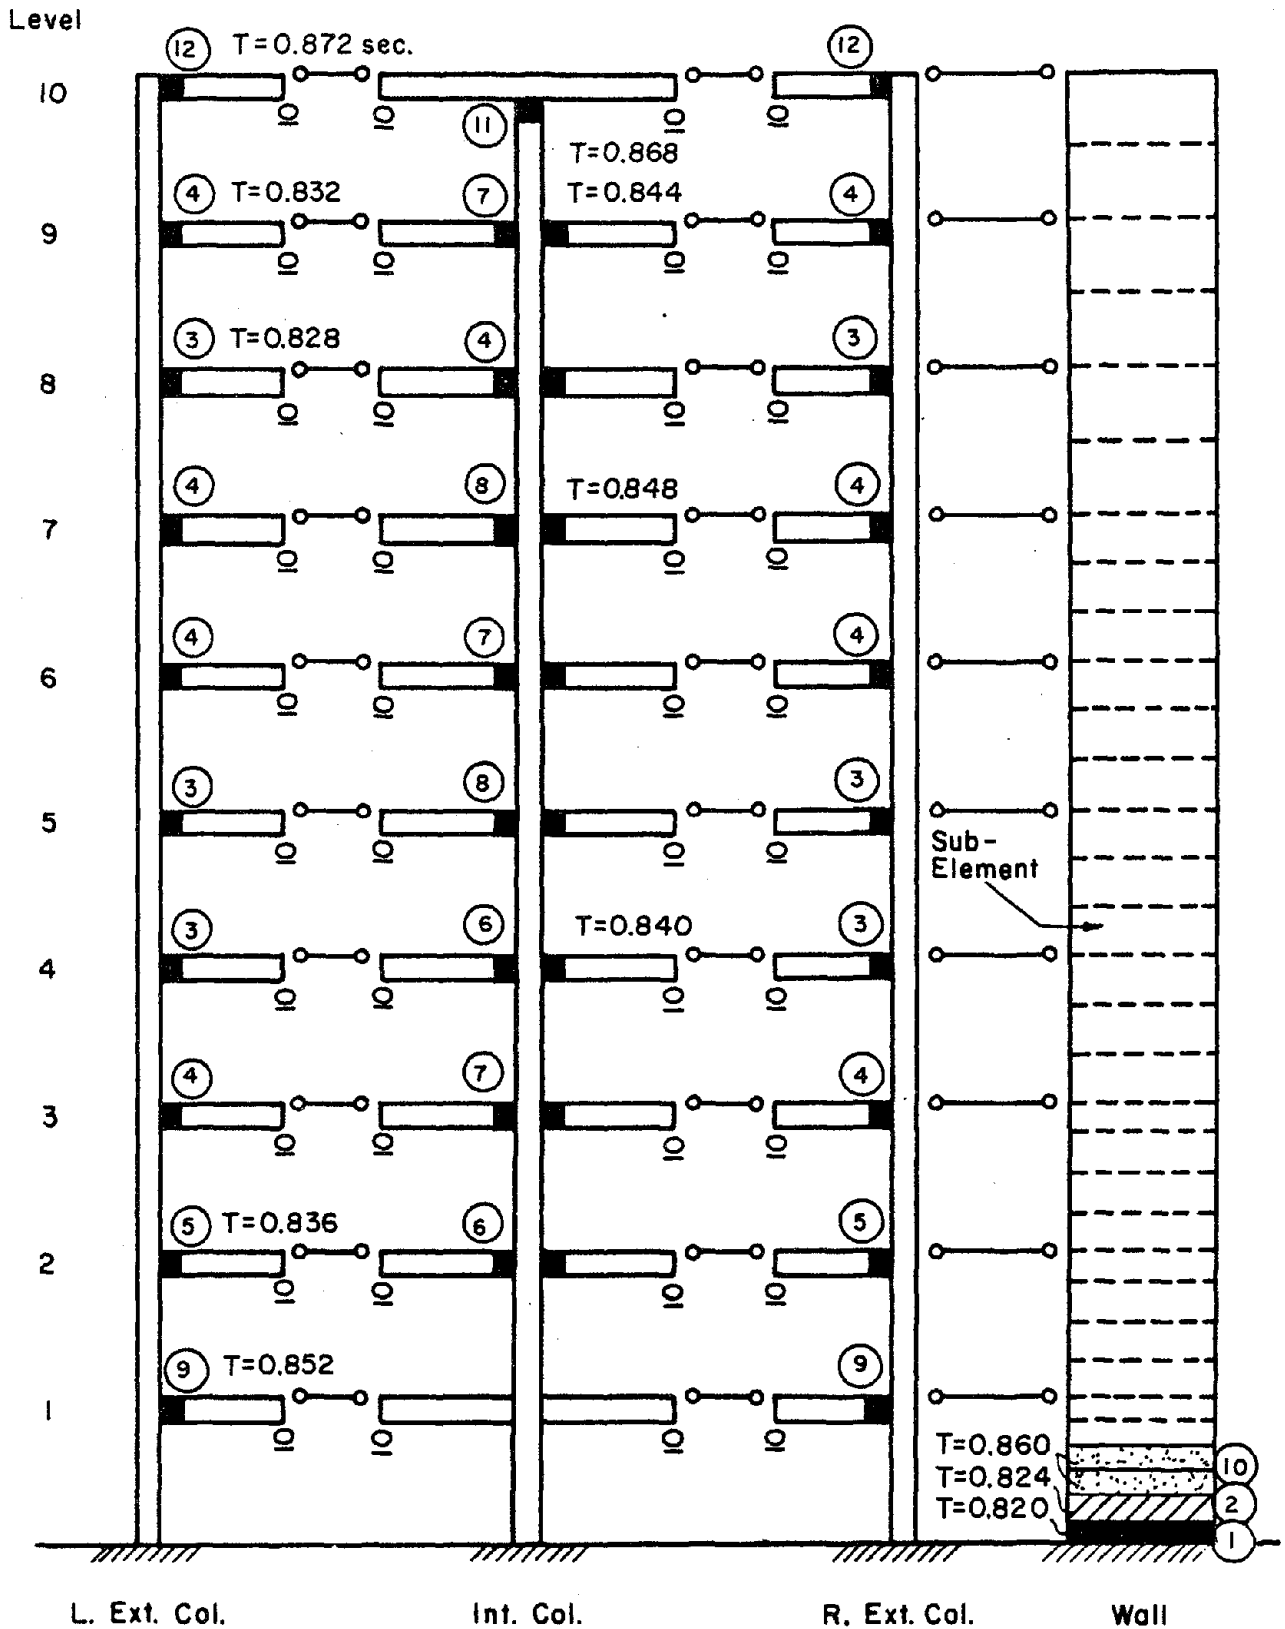 Level
12 T=0.872 sec. 12
10
10 10 11 10 10
T=0.868
4 T=0.832 7 T=0.844 4
9
10 10 10 10
3 T=0.828 4 3
8
10 10 10 10
4 8 T=0.848 4
7
10 10 10 10
4 7 4
6
10 10 10 10
3 8 3
5
10 10 10 10
Sub-
Element
3 6 T=0.840 3
4
10 10 10 10
4 7 4
3
10 10 10 10
5 T=0.836 6 5
2
10 10 10 10
9 T=0.852 9
1
10 10 10 10
T=0.860 10
T=0.824 2
T=0.820 1
L. Ext. Col. Int. Col. R. Ext. Col. Wall